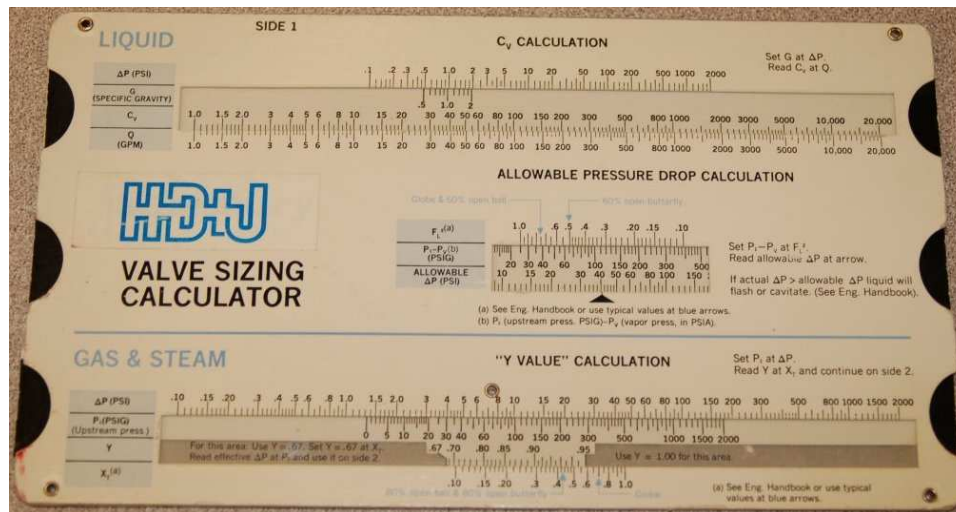 SIDE 1
LIQUID
Cv CALCULATION
Set G at ΔP.
Read Cv at Q.
ΔP (PSI)
.1 .2 .3 .5 1.0 2 3 5 10 20 50 100 200 500 1000 2000
G
(SPECIFIC GRAVITY)
.5 1.0 2
Cv
1.0 1.5 2.0 3 4 5 6 8 10 15 20 30 40 50 60 80 100 150 200 300 500 800 1000 2000 3000 5000 10,000 20,000
Q
(GPM)
1.0 1.5 2.0 3 4 5 6 8 10 15 20 30 40 50 60 80 100 150 200 300 500 800 1000 2000 3000 5000 10,000 20,000
ALLOWABLE PRESSURE DROP CALCULATION
Globe & 60% open ball
60% open butterfly
HD&J
VALVE SIZING
CALCULATOR
FL²(a)
1.0 .6 .5 .4 .3 .20 .15 .10
P₁-Pv(b)
(PSIG)
20 30 40 60 100 150 200 300 500
ALLOWABLE
ΔP (PSI)
10 15 20 30 40 50 60 80 100 150
Set P₁-Pv at FL².
Read allowable ΔP at arrow.
If actual ΔP > allowable ΔP liquid will
flash or cavitate. (See Eng. Handbook).
(a) See Eng. Handbook or use typical values at blue arrows.
(b) P₁ (upstream press. PSIG)-Pv (vapor press, in PSIA).
GAS & STEAM
"Y VALUE" CALCULATION
Set P₁ at ΔP.
Read Y at XT and continue on side 2.
ΔP (PSI)
.10 .15 .20 .3 .4 .5 .6 .8 1.0 1.5 2.0 3 4 5 6 8 10 15 20 30 40 60 80 100 150 200 300 400 600 800 1000 1500 2000
P₁(PSIG)
(Upstream press.)
0 5 10 20 30 40 60 100 150 200 300 500 1000 1500 2000
Y
For this area: Use Y=.67. Set Y=.67 at XT.
Read effective ΔP at P₁ and use it on side 2.
.67 .70 .80 .85 .90 .95
Use Y = 1.00 for this area
XT(a)
.10 .15 .20 .3 .4 .5 .6 .8 1.0
60% open butterfly
Globe
(a) See Eng. Handbook or use typical
values at blue arrows.